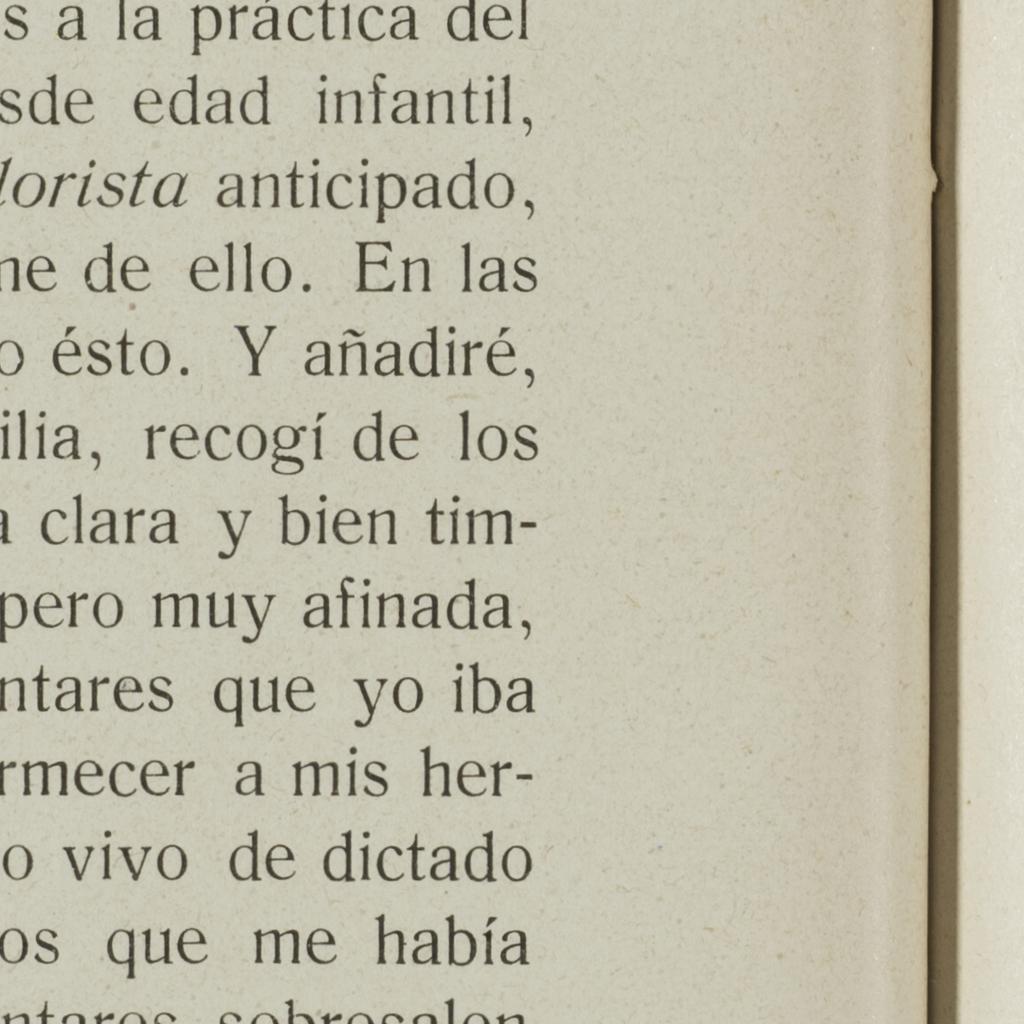 s a la práctica del
sde edad infantil,
lorista anticipado,
ne de ello. En las
o ésto. Y añadiré,
ilia, recogí de los
a clara y bien tim-
pero muy afinada,
ntares que yo iba
rmecer a mis her-
o vivo de dictado
os que me había
ntares sobresalen